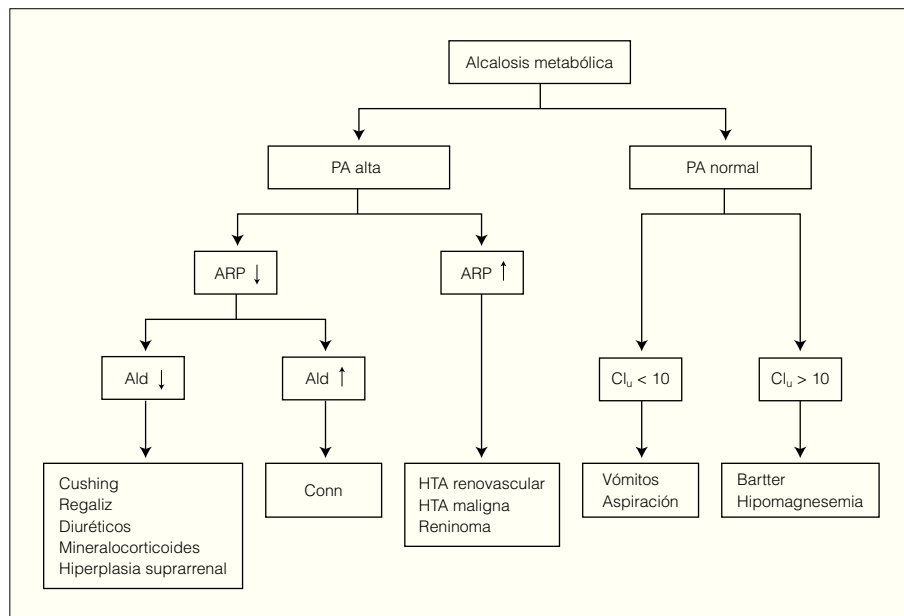 Alcalosis metabólica
PA alta
PA normal
ARP ↓
ARP ↑
Ald ↓
Ald ↑
Clu < 10
Clu > 10
Cushing
Regaliz
Diuréticos
Mineralocorticoides
Hiperplasia suprarrenal
Conn
HTA renovascular
HTA maligna
Reninoma
Vómitos
Aspiración
Bartter
Hipomagnesemia